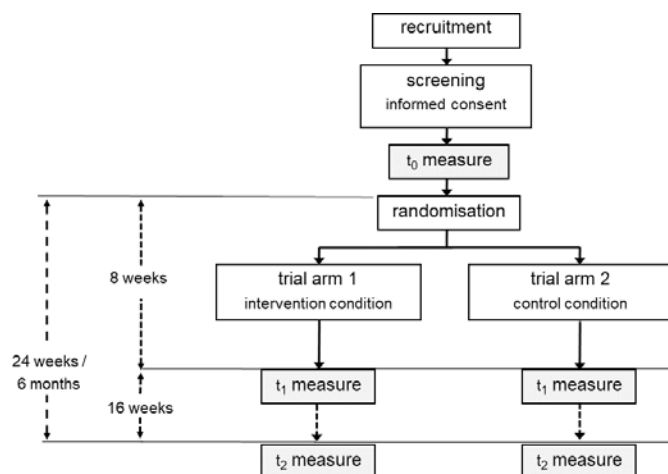 recruitment
screening
informed consent
t₀ measure
randomisation
8 weeks
trial arm 1
intervention condition
trial arm 2
control condition
24 weeks /
6 months
t₁ measure
t₁ measure
16 weeks
t₂ measure
t₂ measure